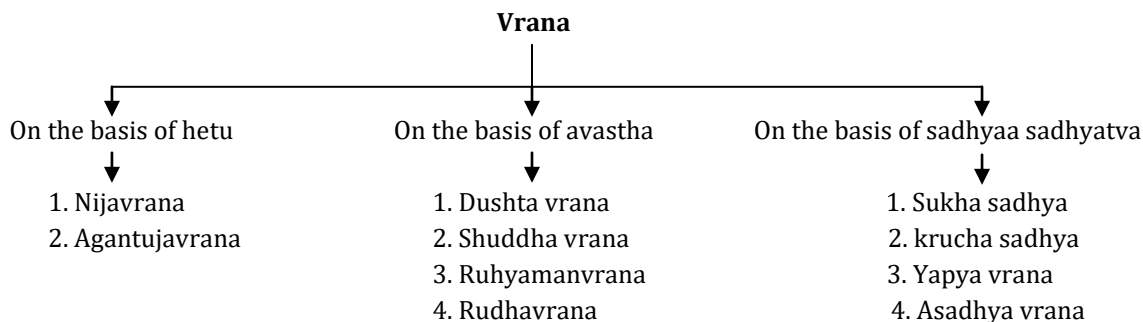 Vrana
On the basis of hetu
1. Nijavrana
2. Agantujavrana
On the basis of avastha
1. Dushta vrana
2. Shuddha vrana
3. Ruhyamanvrana
4. Rudhavrana
On the basis of sadhyaa sadhyatva
1. Sukha sadhya
2. krucha sadhya
3. Yapya vrana
4. Asadhya vrana